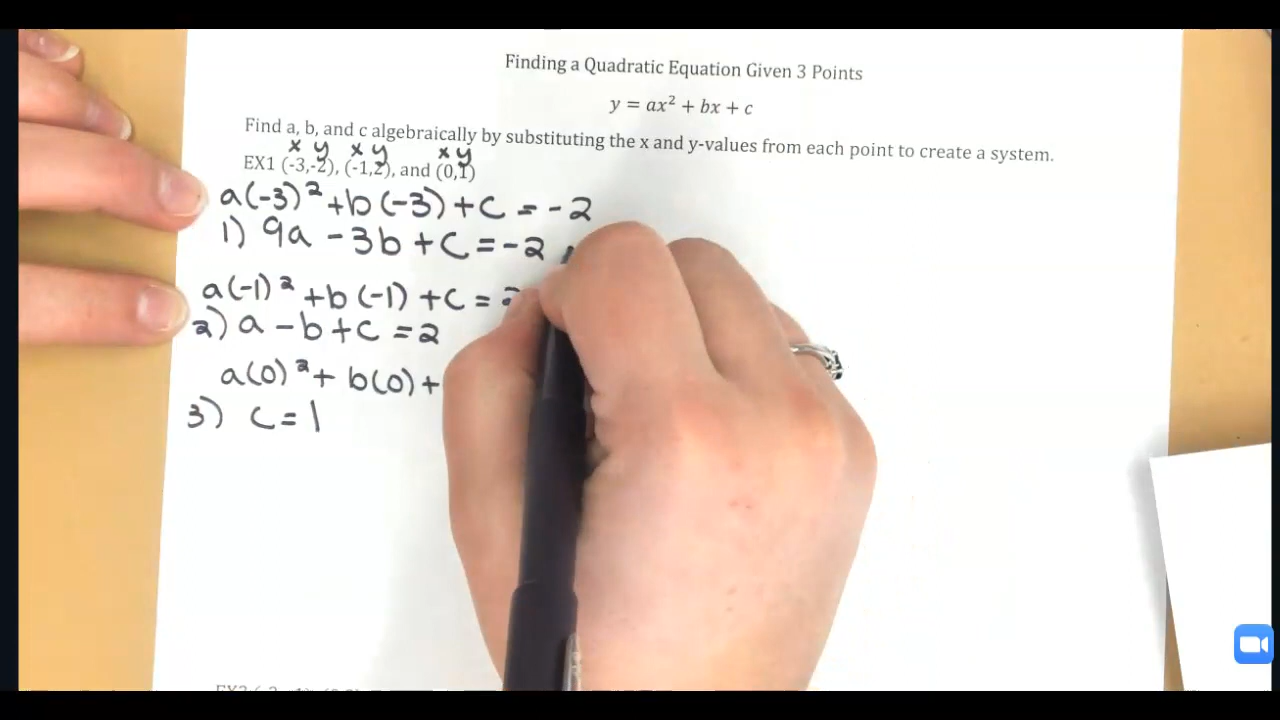 Finding a Quadratic Equation Given 3 Points
y = ax² + bx + c
Find a, b, and c algebraically by substituting the x and y-values from each point to create a system.
x y x y x y
EX1 (-3,-2), (-1,2), and (0,1)
a(-3)² + b(-3) + c = -2
1) 9a - 3b + c = -2
a(-1)² + b(-1) + c = 2
2) a - b + c = 2
a(0)² + b(0) +
3) c = 1